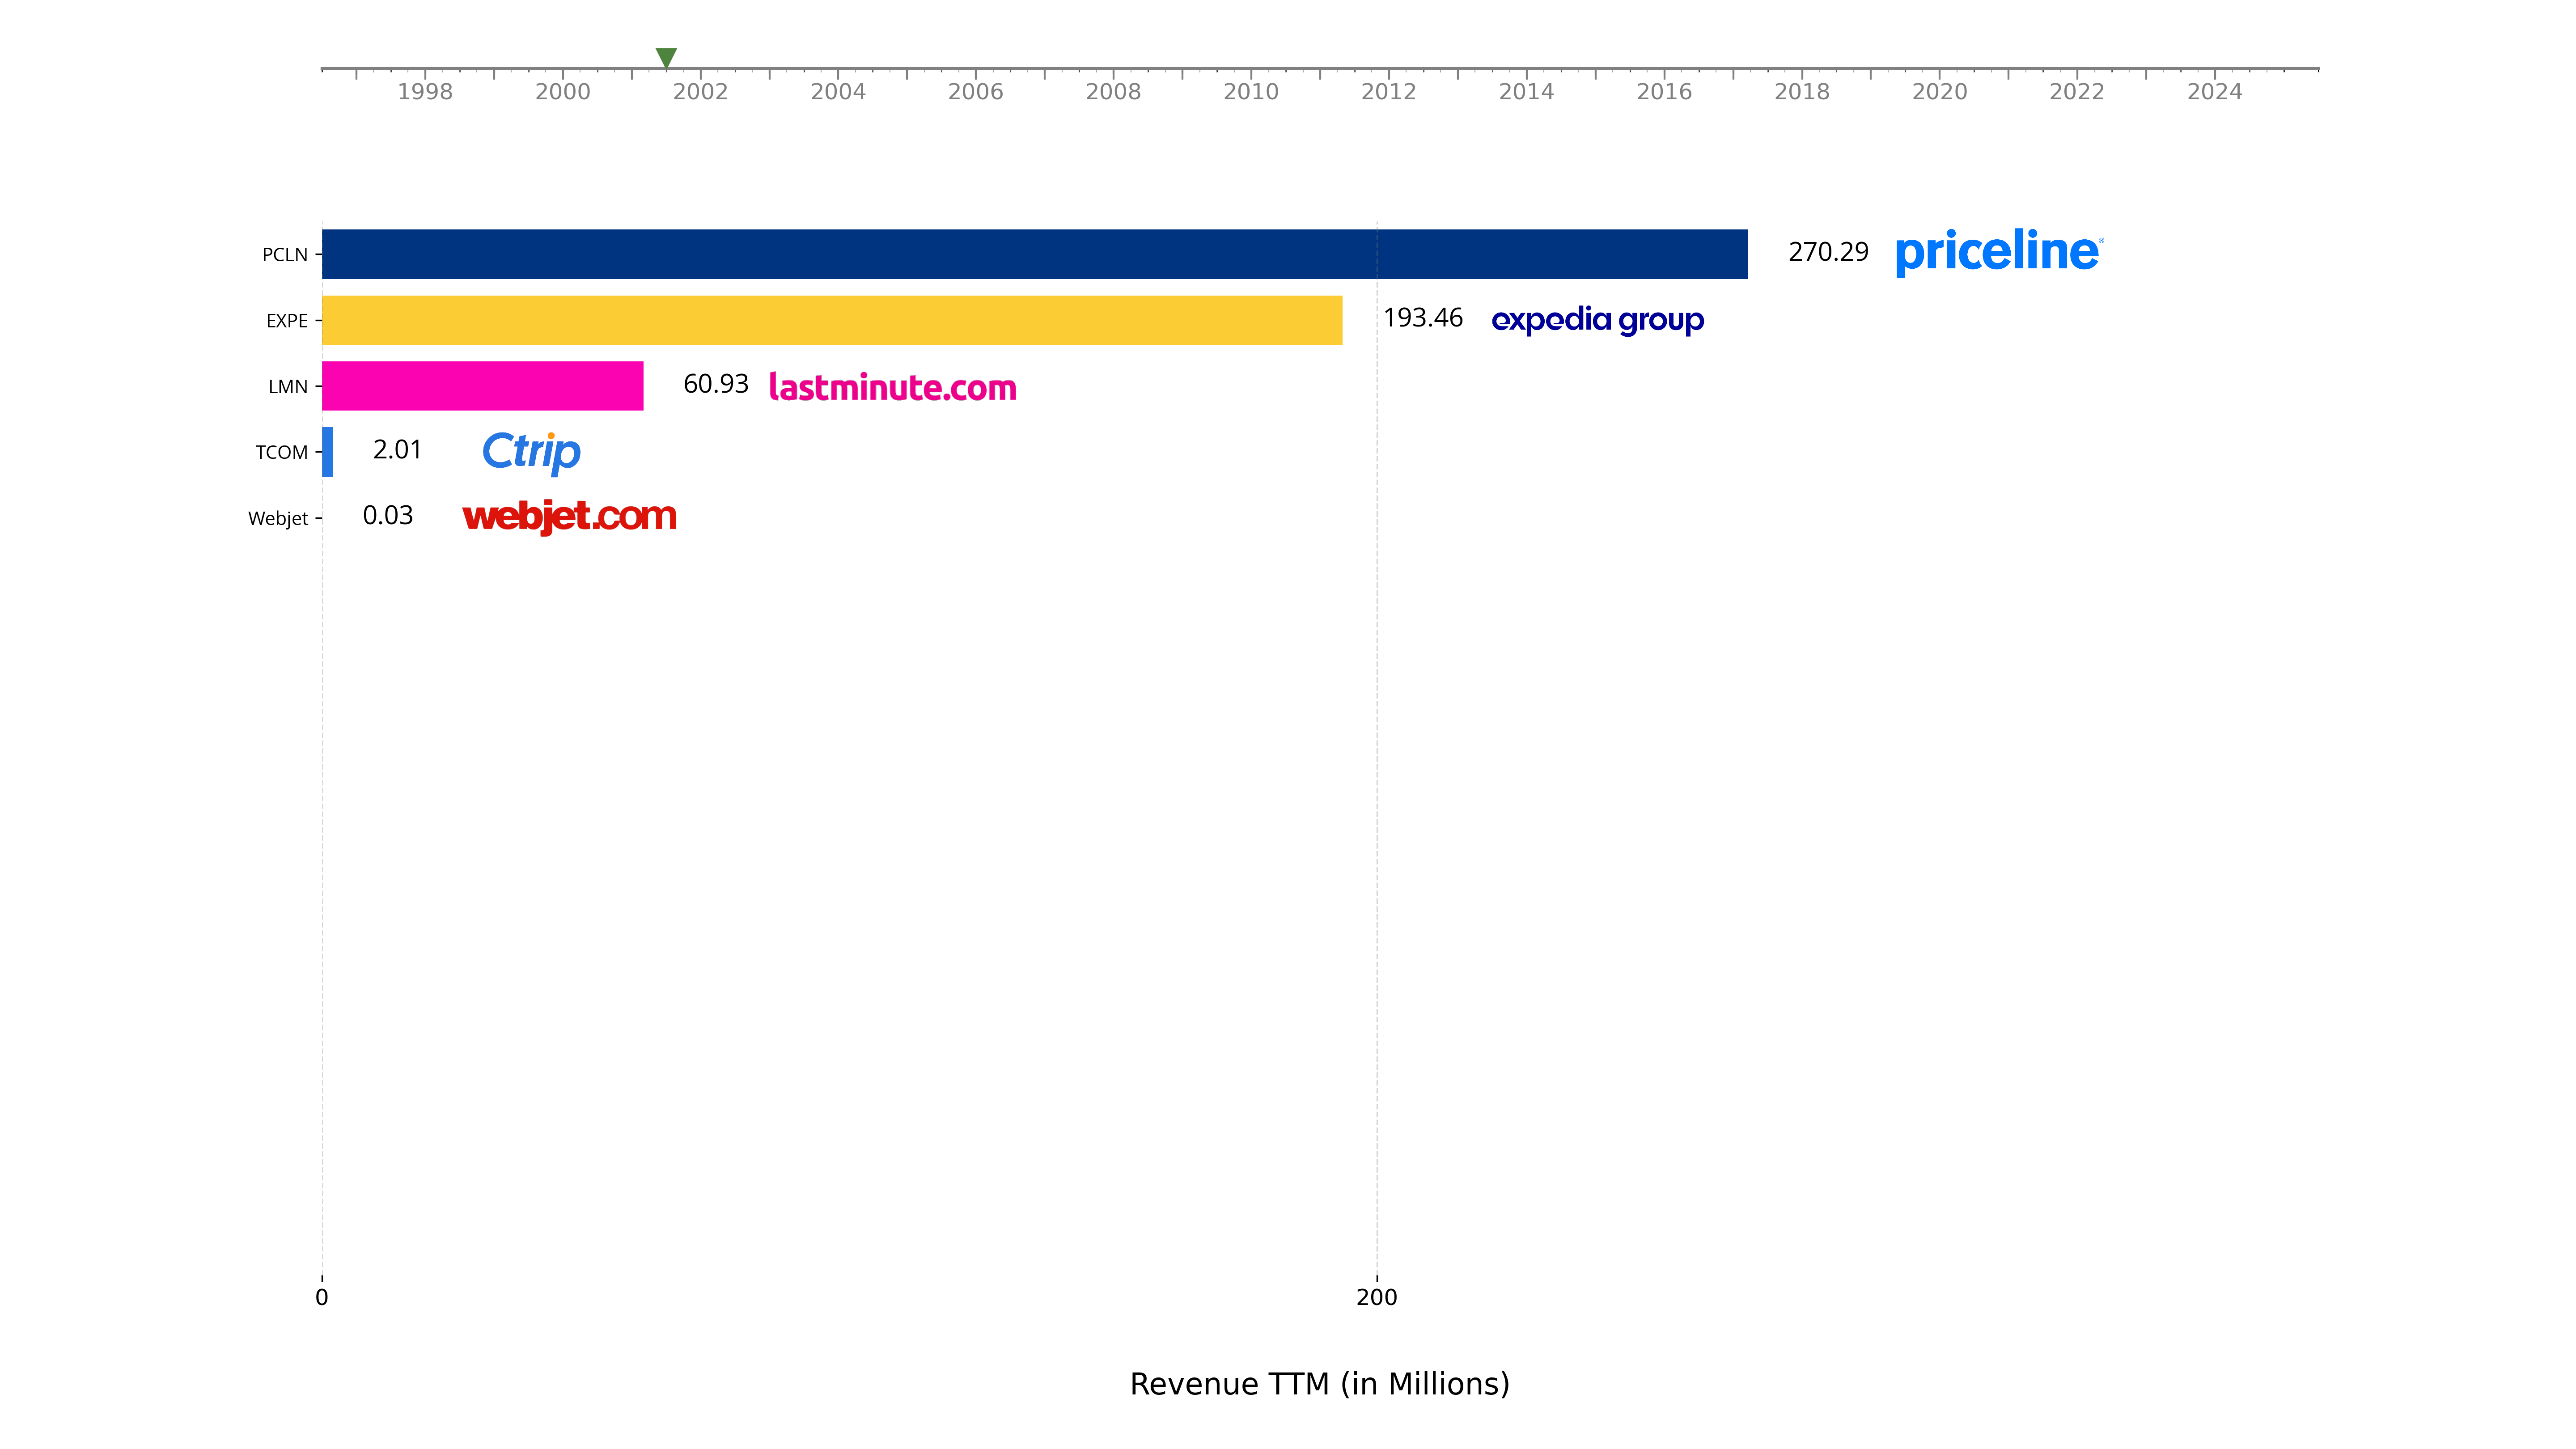 1998 2000 2002 2004 2006 2008 2010 2012 2014 2016 2018 2020 2022 2024
PCLN 270.29 priceline®
EXPE 193.46 expedia group
LMN 60.93 lastminute.com
TCOM 2.01 Ctrip
Webjet 0.03 webjet.com
0 200
Revenue TTM (in Millions)